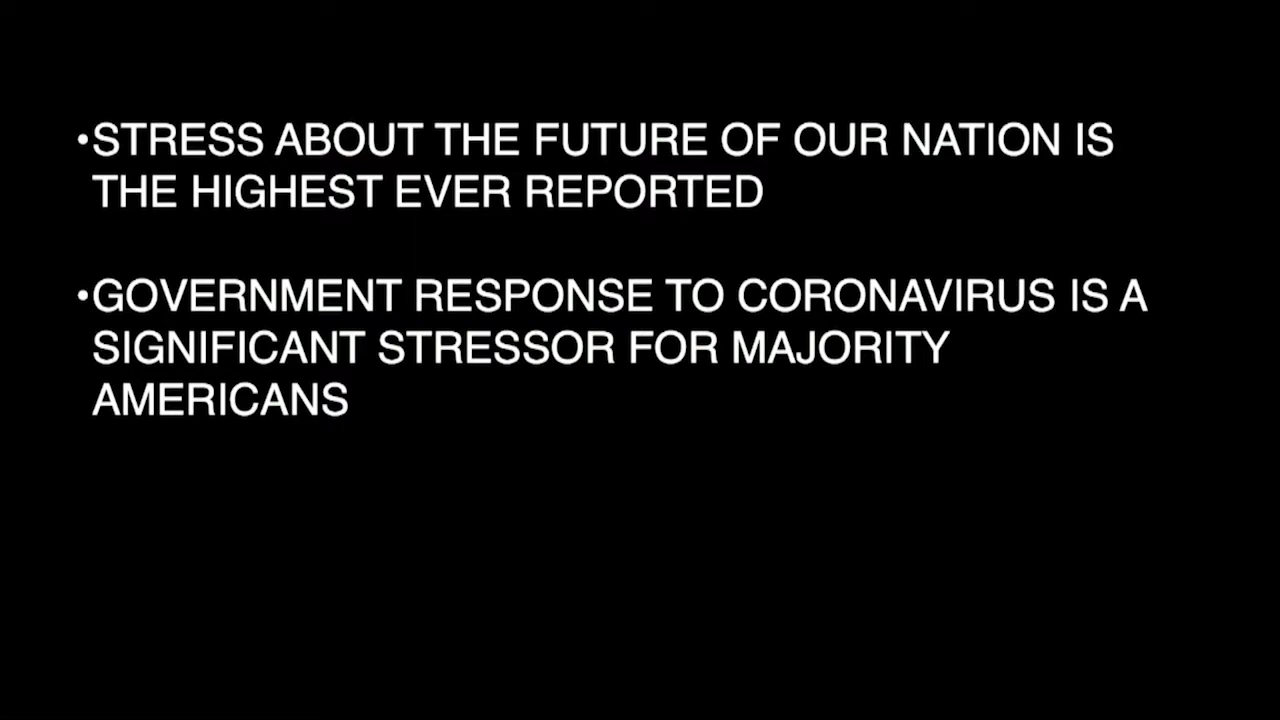 •STRESS ABOUT THE FUTURE OF OUR NATION IS
THE HIGHEST EVER REPORTED
•GOVERNMENT RESPONSE TO CORONAVIRUS IS A
SIGNIFICANT STRESSOR FOR MAJORITY
AMERICANS